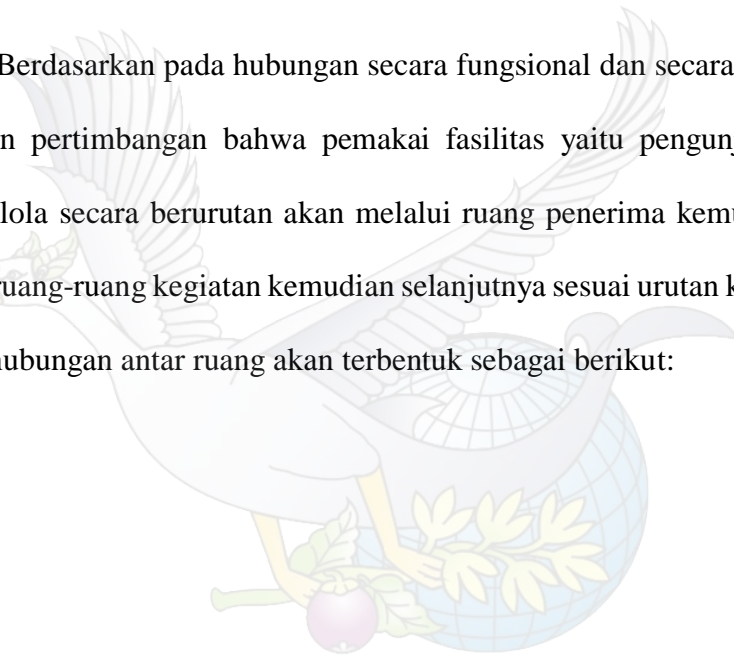 Berdasarkan pada hubungan secara fungsional dan secara
n pertimbangan bahwa pemakai fasilitas yaitu pengunj
lola secara berurutan akan melalui ruang penerima kemu
ruang-ruang kegiatan kemudian selanjutnya sesuai urutan k
hubungan antar ruang akan terbentuk sebagai berikut: